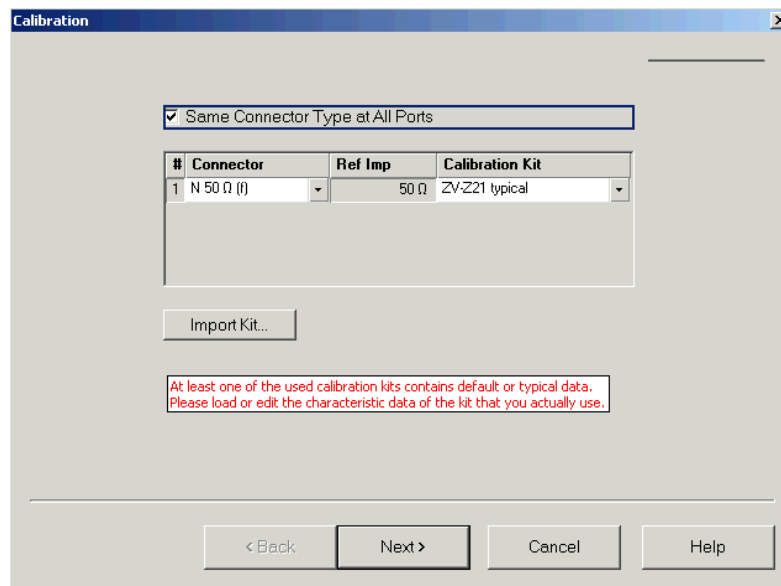 Calibration
Same Connector Type at All Ports
# Connector Ref Imp Calibration Kit
1 N 50 Ω (f) 50 Ω ZV-Z21 typical
Import Kit...
At least one of the used calibration kits contains default or typical data.
Please load or edit the characteristic data of the kit that you actually use.
< Back Next > Cancel Help